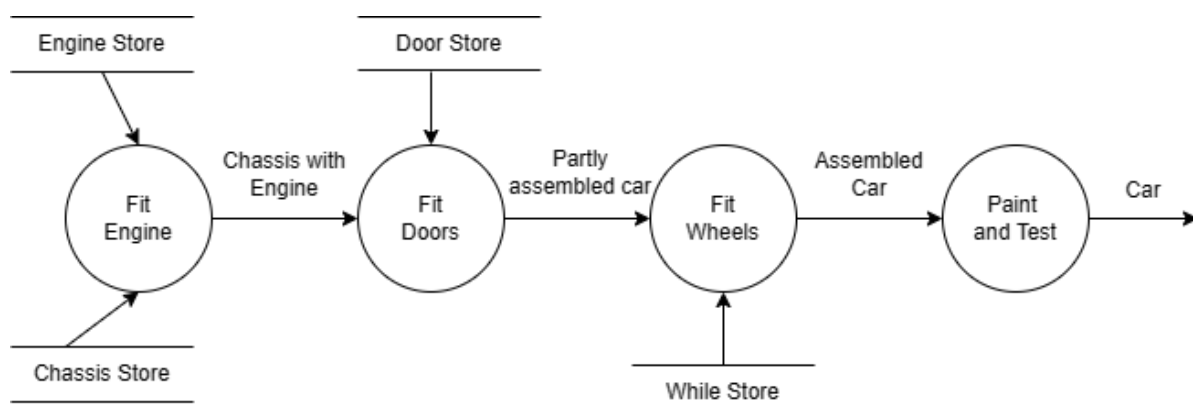 Engine Store
Door Store
Fit
Engine
Chassis with
Engine
Fit
Doors
Partly
assembled car
Fit
Wheels
Assembled
Car
Paint
and Test
Car
Chassis Store
While Store